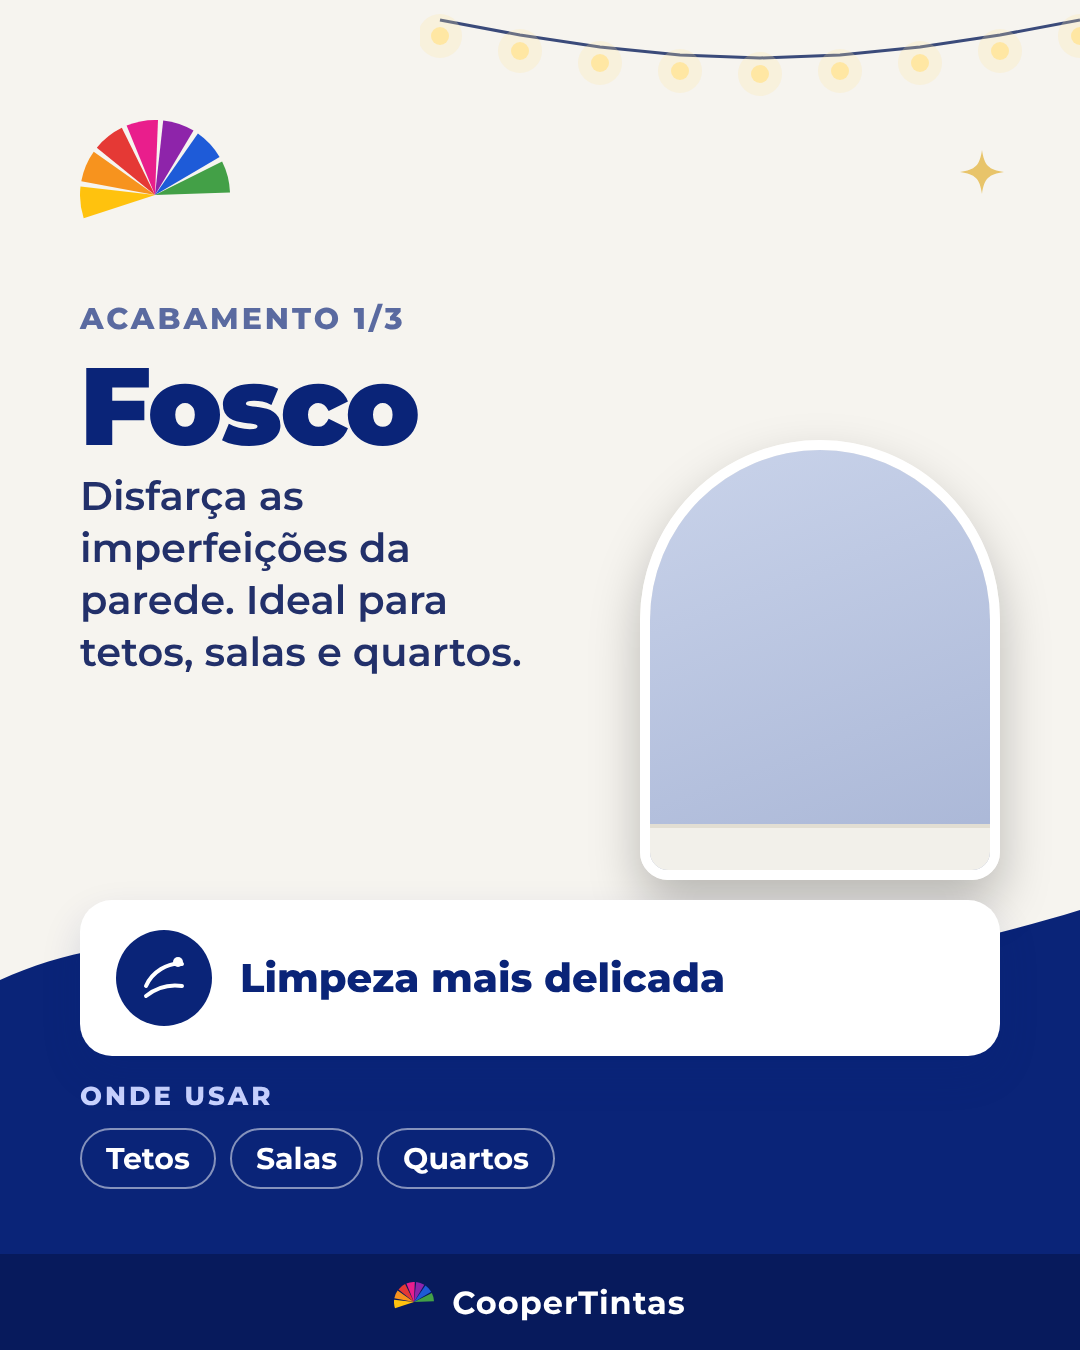 ACABAMENTO 1/3
Fosco
Disfarça as
imperfeições da
parede. Ideal para
tetos, salas e quartos.
Limpeza mais delicada
ONDE USAR
Tetos
Salas
Quartos
CooperTintas